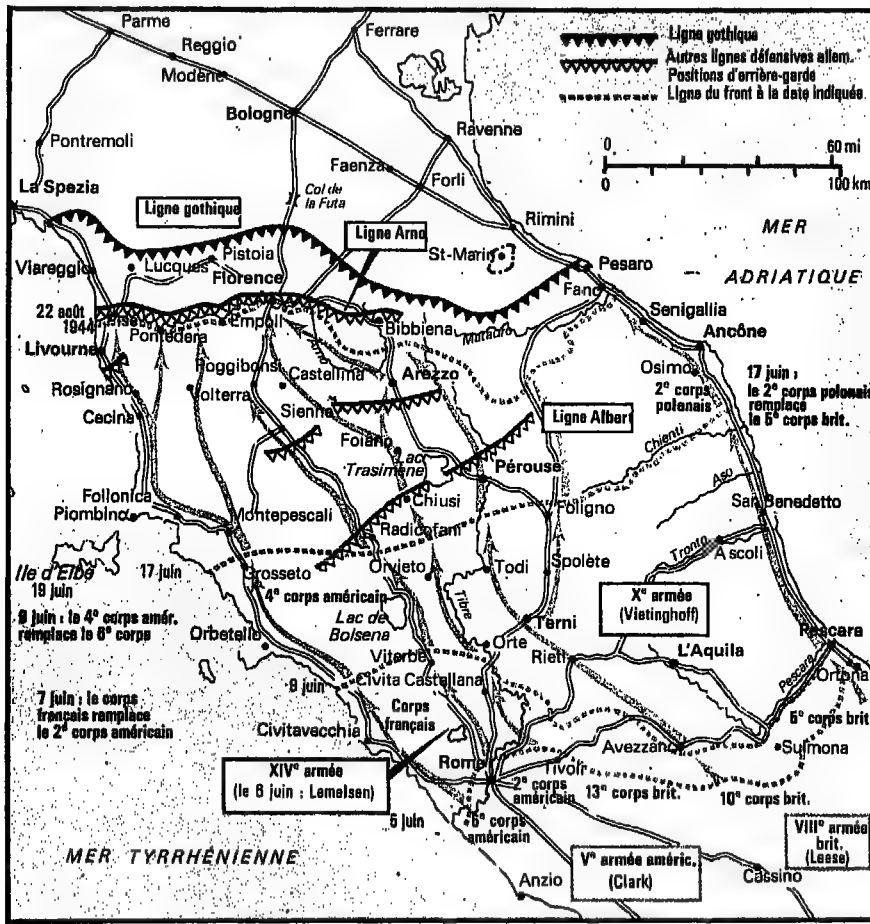 Parme
Reggio
Modène
Ferrare
Ligne gothique
Autres lignes défensives allem.
Positions d'arrière-garde
Ligne du front à la date indiquée
Bologne
Pontremoli
Ravenne
0 60 mi
0 100 km
Faenza
Forli
La Spezia
Col de
la Futa
Ligne gothique
Ligne Arno
Rimini
MER
ADRIATIQUE
St-Marin
Pistoia
Lucques
Florence
Viareggio
Pesaro
Fano
22 août
1944
Empoli
Pontedera
Bibbiena
Senigallia
Ancône
Livourne
Arno
Poggibonsi
Castellina
Arezzo
Osimo
2e corps
polonais
17 juin :
le 2e corps polonais
remplace
le 5e corps brit.
Rosignano
olterra
Sienne
Cecina
Foiano
Ligne Albert
Chienti
Lac
Trasimène
Pérouse
Aso
Follonica
Piombino
Chiusi
San Benedetto
Montepescali
Radicofani
Foligno
Tronto
Ascoli
Ile d'Elbe
17 juin
19 juin
Grosseto
Orvieto
Todi
Spolète
4e corps américain
Xe armée
(Vietinghoff)
9 juin : le 4e corps amér.
remplace le 6e corps
Tibre
Lac de
Bolsena
Terni
Orbetello
Orte
Rieti
L'Aquila
Pescara
Viterbe
Pescara
Ortona
9 juin
Civita Castellana
7 juin : le corps
français remplace
le 2e corps américain
Corps
français
5e corps brit.
Civitavecchia
Avezzano
Sulmona
XIVe armée
(le 6 juin : Lemelsen)
Rome
Tivoli
2e corps
américain
13e corps brit.
10e corps brit.
5 juin
6e corps
américain
VIIIe armée
brit.
(Leese)
MER TYRRHÉNIENNE
Ve armée améric.
(Clark)
Cassino
Anzio